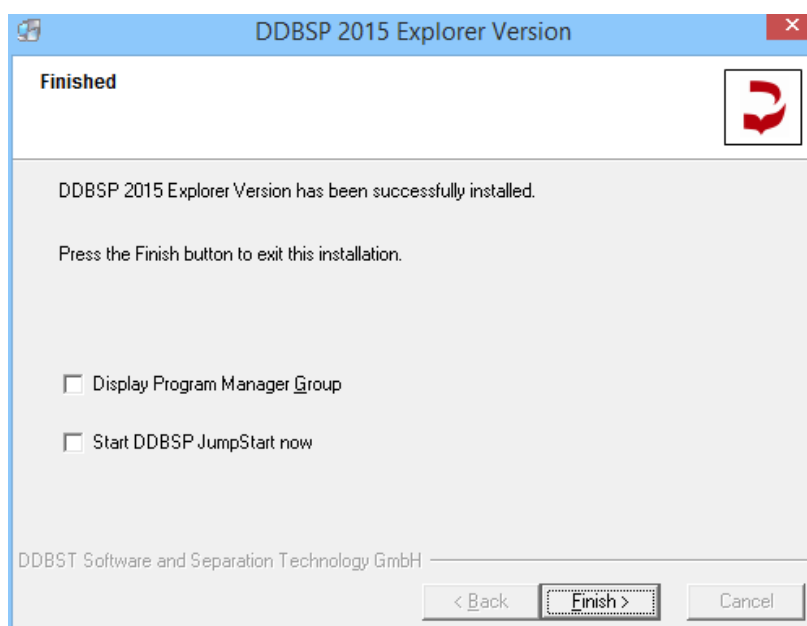 DDBSP 2015 Explorer Version
Finished
DDBSP 2015 Explorer Version has been successfully installed.
Press the Finish button to exit this installation.
Display Program Manager Group
Start DDBSP JumpStart now
DDBST Software and Separation Technology GmbH
< Back Finish > Cancel